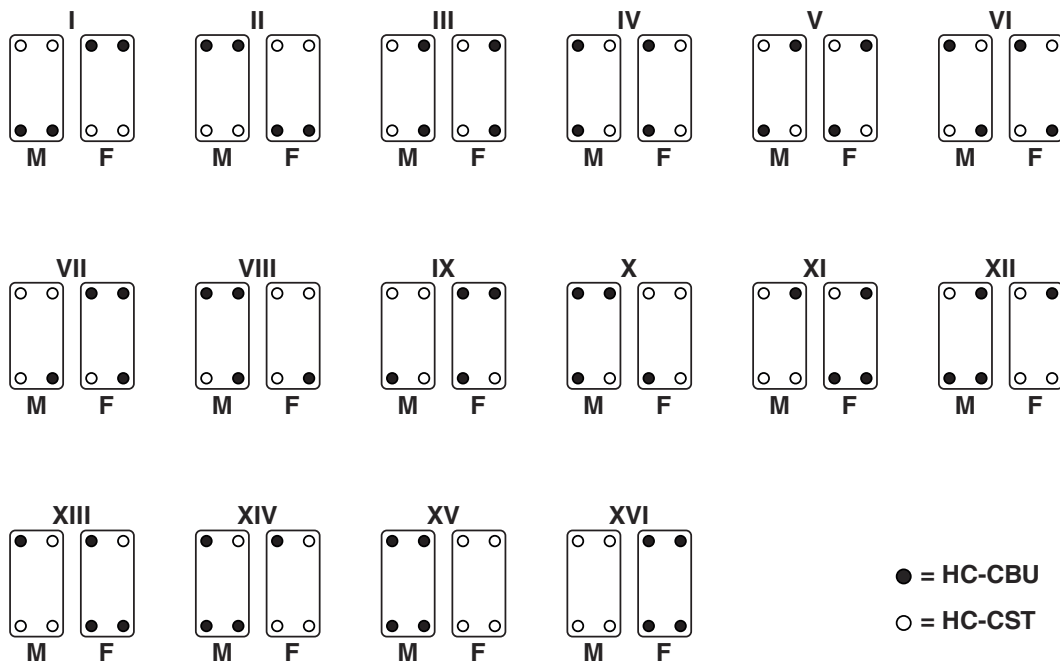 I II III IV V VI
M F M F M F M F M F M F
VII VIII IX X XI XII
M F M F M F M F M F M F
XIII XIV XV XVI
= HC-CBU
= HC-CST
M F M F M F M F